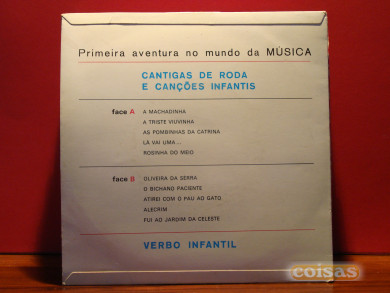 Primeira aventura no mundo da MÚSICA
CANTIGAS DE RODA
E CANÇÕES INFANTIS
face A
A MACHADINHA
A TRISTE VIUVINHA
AS POMBINHAS DA CATRINA
LÁ VAI UMA...
ROSINHA DO MEIO
face B
OLIVEIRA DA SERRA
O BICHANO PACIENTE
ATIREI COM O PAU AO GATO
ALECRIM
FUI AO JARDIM DA CELESTE
VERBO INFANTIL
coisas